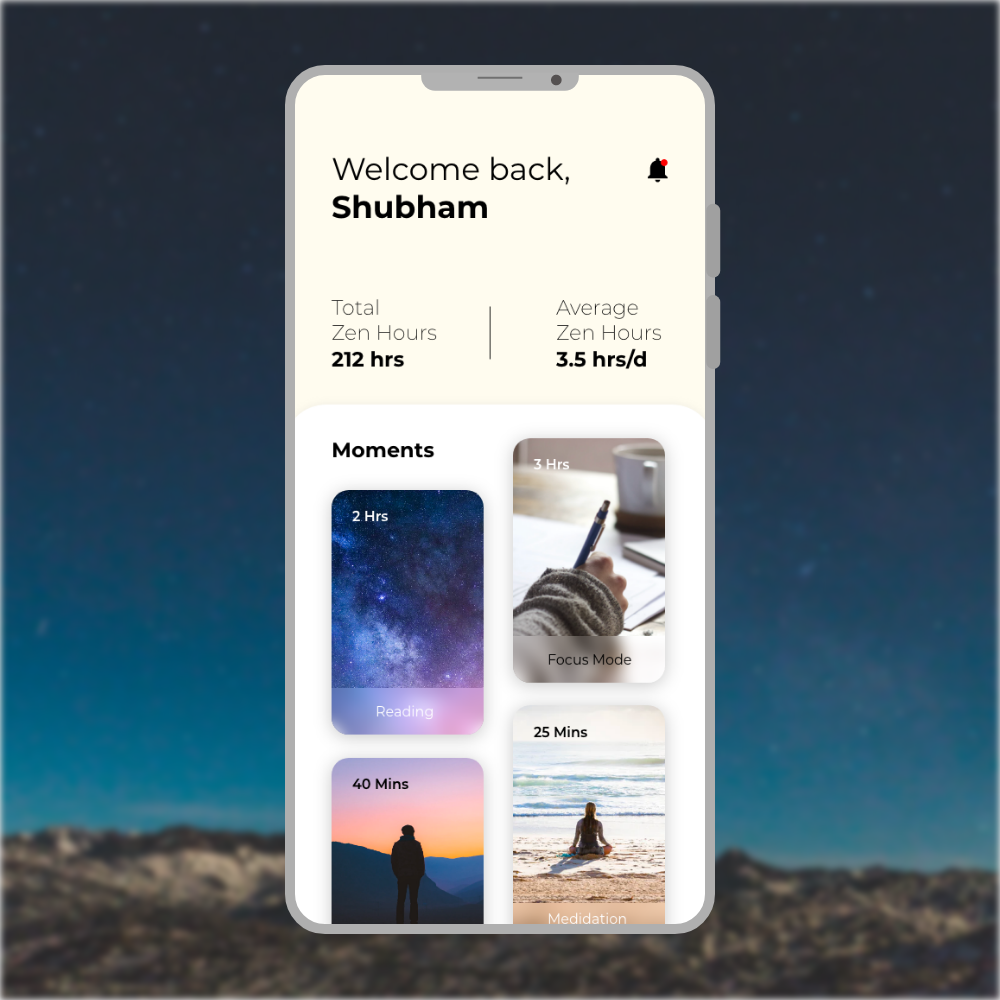 Welcome back,
Shubham
Total
Zen Hours
212 hrs
Average
Zen Hours
3.5 hrs/d
Moments
2 Hrs
Reading
3 Hrs
Focus Mode
40 Mins
25 Mins
Medidation